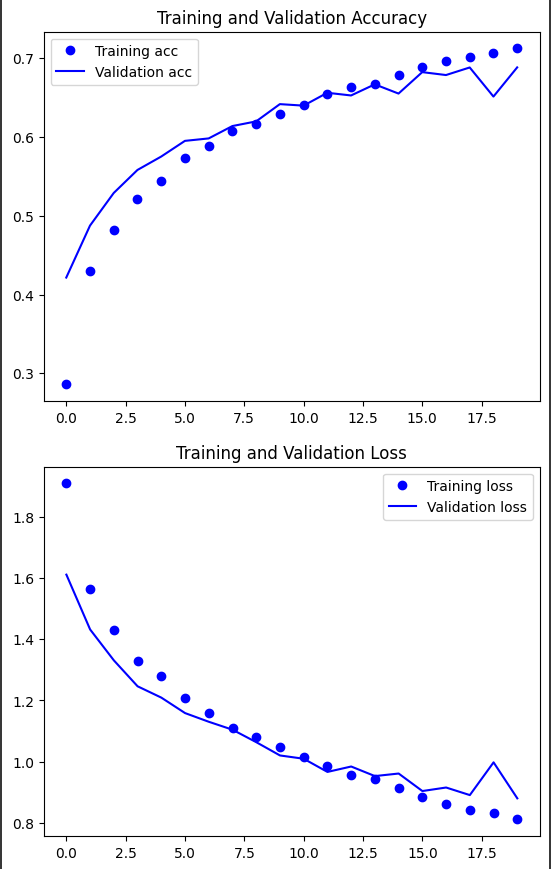 Training and Validation Accuracy
Training acc
Validation acc
0.7
0.6
0.5
0.4
0.3
0.0 2.5 5.0 7.5 10.0 12.5 15.0 17.5
Training and Validation Loss
Training loss
Validation loss
1.8
1.6
1.4
1.2
1.0
0.8
0.0 2.5 5.0 7.5 10.0 12.5 15.0 17.5